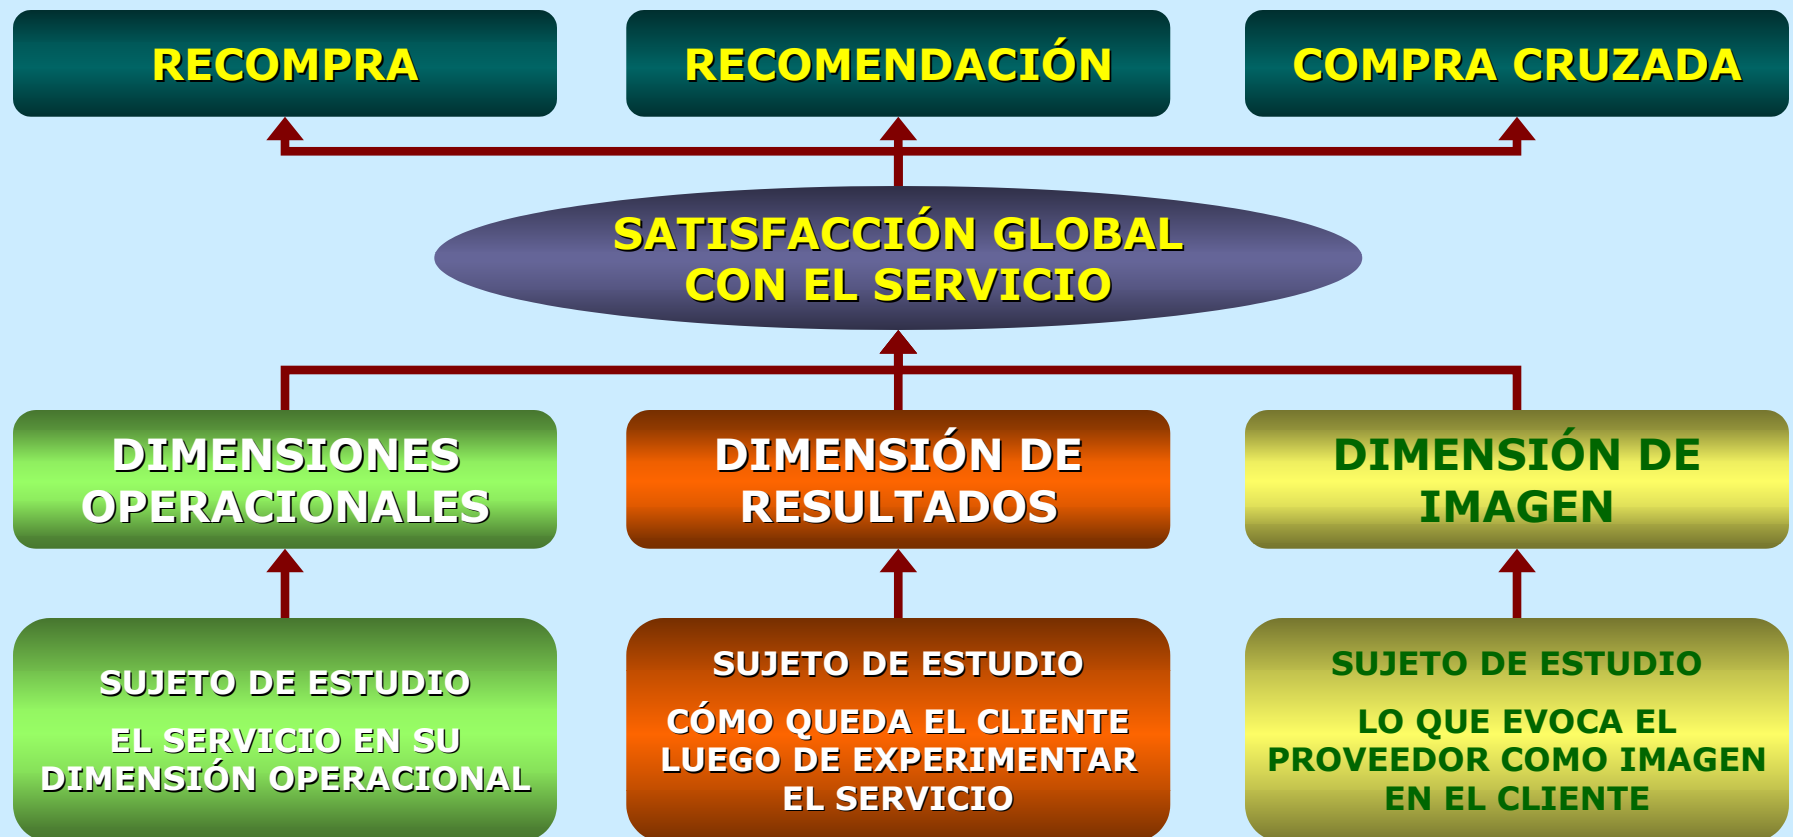 RECOMPRA
RECOMENDACIÓN
COMPRA CRUZADA
SATISFACCIÓN GLOBAL
CON EL SERVICIO
DIMENSIONES
OPERACIONALES
DIMENSIÓN DE
RESULTADOS
DIMENSIÓN DE
IMAGEN
SUJETO DE ESTUDIO
EL SERVICIO EN SU
DIMENSIÓN OPERACIONAL
SUJETO DE ESTUDIO
CÓMO QUEDA EL CLIENTE
LUEGO DE EXPERIMENTAR
EL SERVICIO
SUJETO DE ESTUDIO
LO QUE EVOCA EL
PROVEEDOR COMO IMAGEN
EN EL CLIENTE